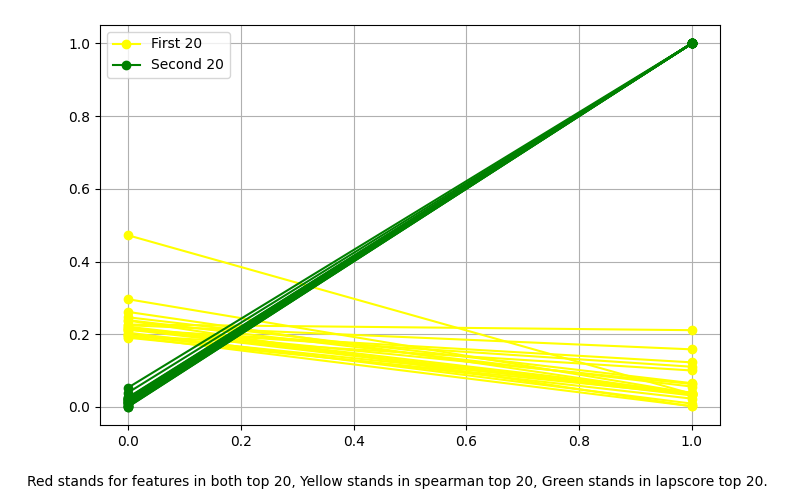 1.0
0.8
0.6
0.4
0.2
0.0
First 20
Second 20
0.0 0.2 0.4 0.6 0.8 1.0
Red stands for features in both top 20, Yellow stands in spearman top 20, Green stands in lapscore top 20.